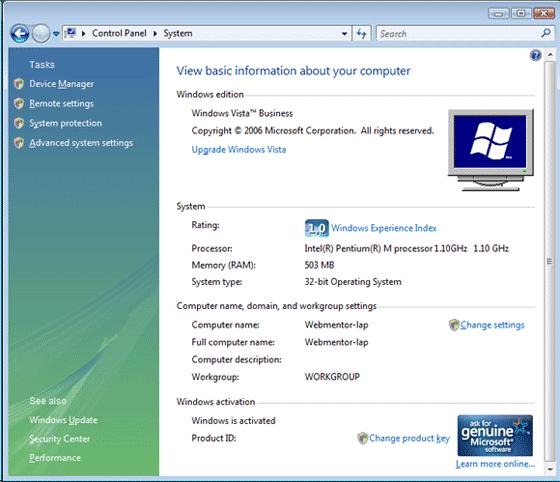 Control Panel System
Search
Tasks
Device Manager
Remote settings
System protection
Advanced system settings
See also
Windows Update
Security Center
Performance
View basic information about your computer
Windows edition
Windows Vista™ Business
Copyright © 2006 Microsoft Corporation. All rights reserved.
Upgrade Windows Vista
System
Rating: 1,0 Windows Experience Index
Processor: Intel(R) Pentium(R) M processor 1.10GHz 1.10 GHz
Memory (RAM): 503 MB
System type: 32-bit Operating System
Computer name, domain, and workgroup settings
Computer name: Webmentor-lap Change settings
Full computer name: Webmentor-lap
Computer description:
Workgroup: WORKGROUP
Windows activation
Windows is activated
Product ID: Change product key
ask for
genuine
Microsoft®
software
Learn more online...